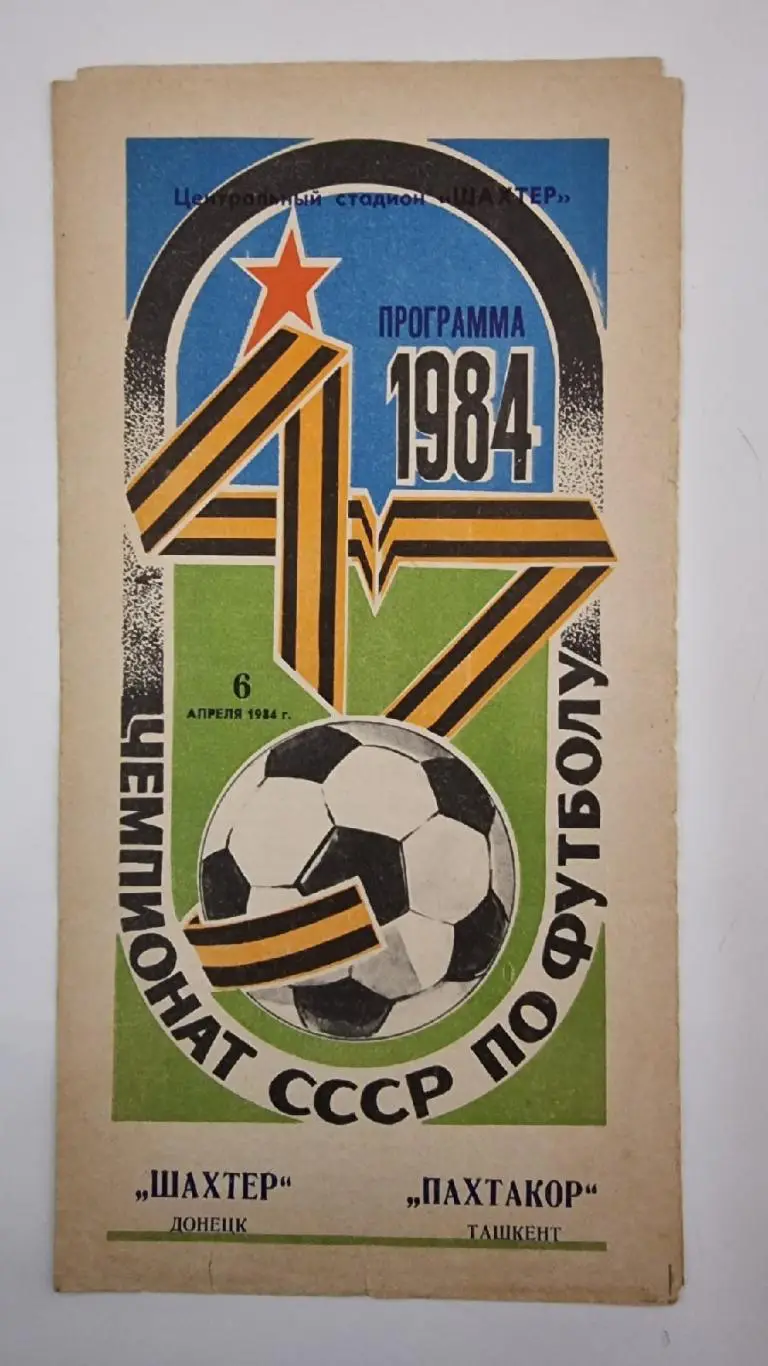 Центральный стадион «ШАХТЕР»
ПРОГРАММА
1984
6
АПРЕЛЯ 1984 г.
ЧЕМПИОНАТ СССР ПО ФУТБОЛУ
„ШАХТЕР“
ДОНЕЦК
„ПАХТАКОР“
ТАШКЕНТ